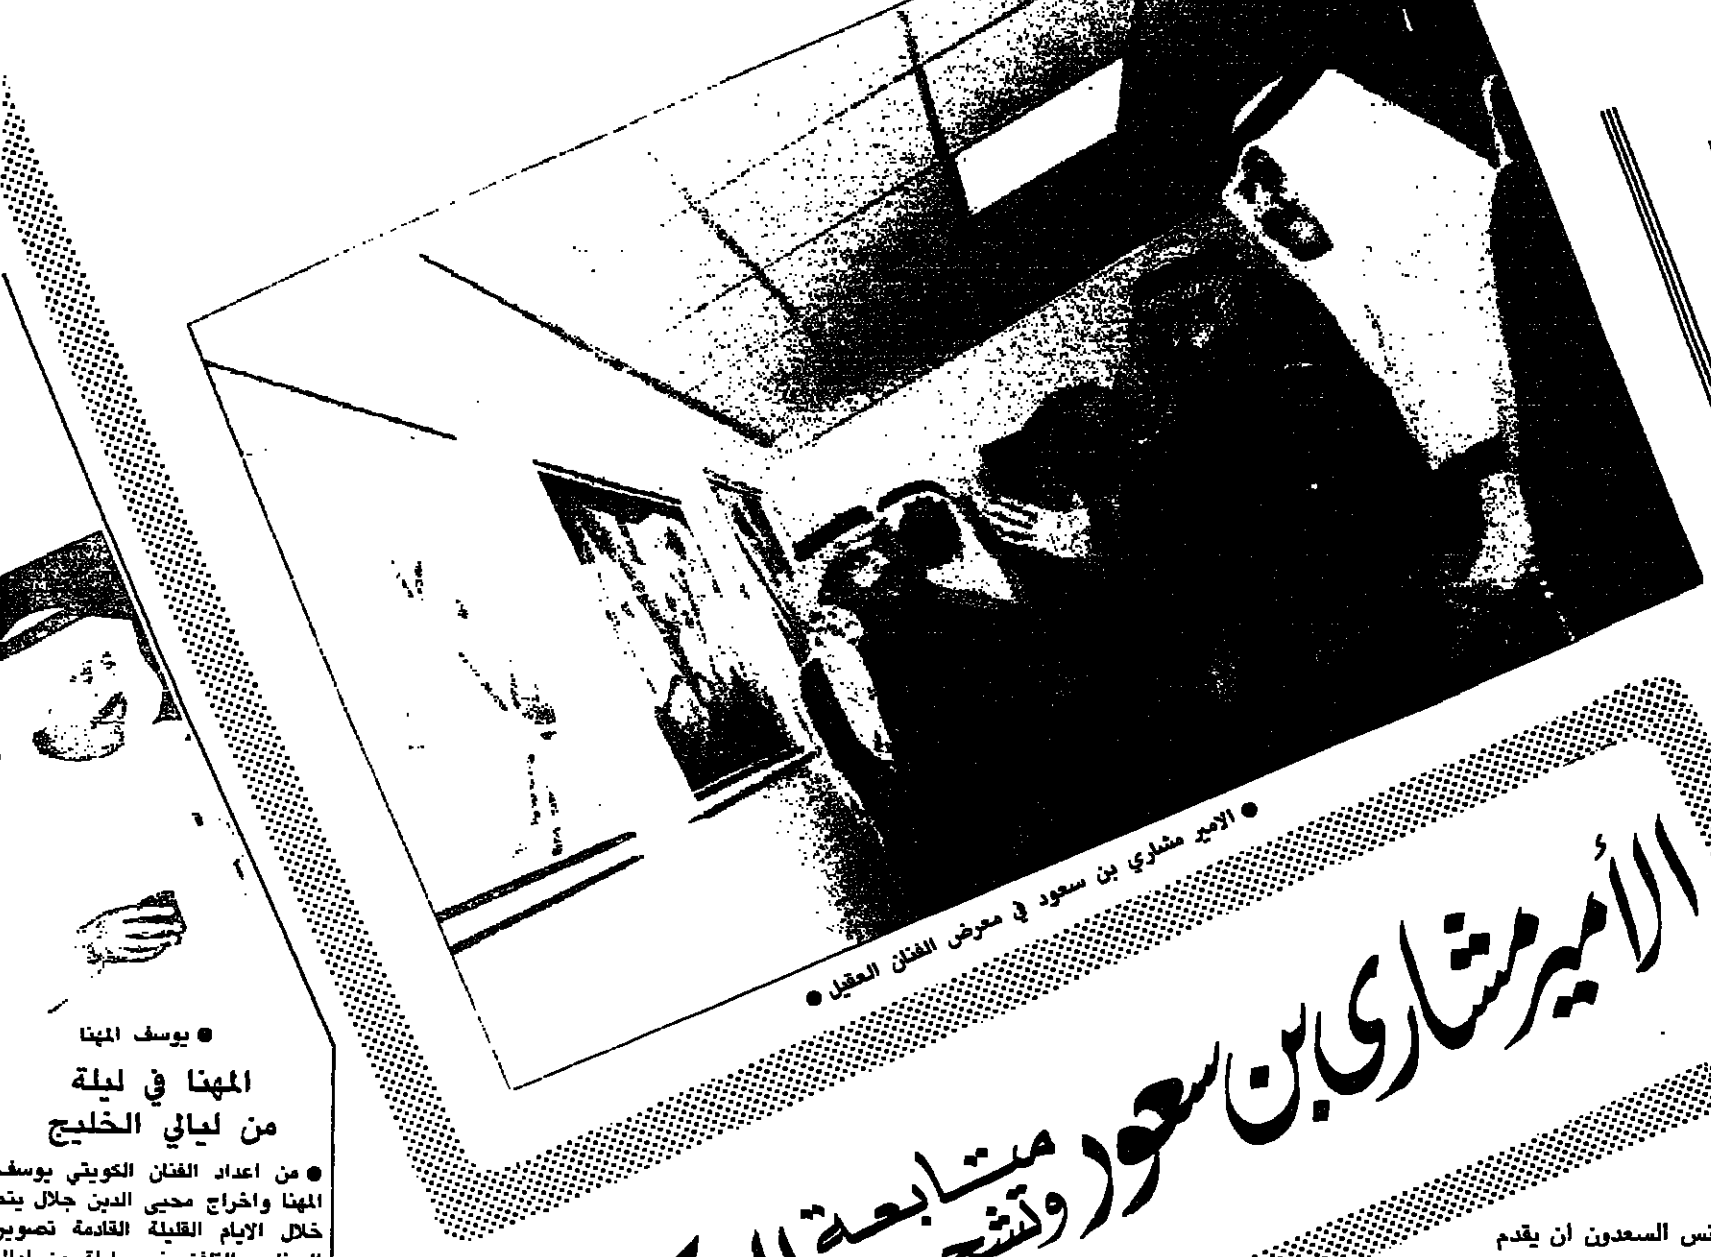 ● الامير مشاري بن سعود في معرض الفنان العقيل ●
الأمير مشاري بن سعود
متابعة
● يوسف المهنا
المهنا في ليلة
من ليالي الخليج
● من اعداد الفنان الكويتي يوسف
المهنا واخراج محيي الدين جلال
خلال الايام القليلة القادمة تصوير
السعدون ان يقدم